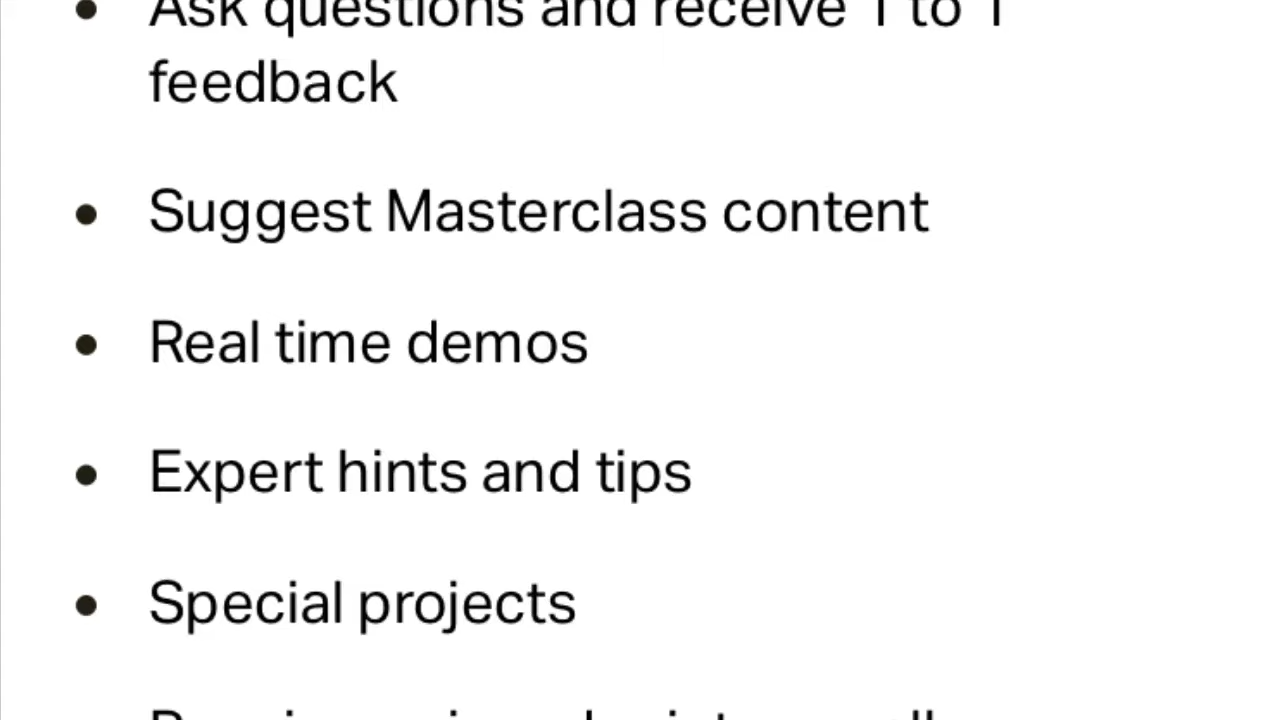 Ask questions and receive 1 to 1
feedback
Suggest Masterclass content
Real time demos
Expert hints and tips
Special projects